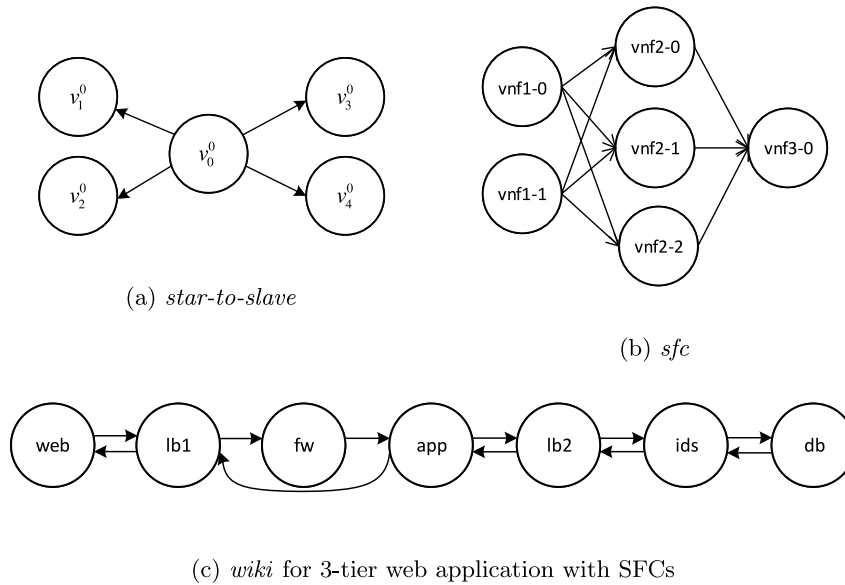 v_1^0
v_3^0
v_0^0
v_2^0
v_4^0
(a) star-to-slave
vnf2-0
vnf1-0
vnf2-1
vnf3-0
vnf1-1
vnf2-2
(b) sfc
web
lb1
fw
app
lb2
ids
db
(c) wiki for 3-tier web application with SFCs